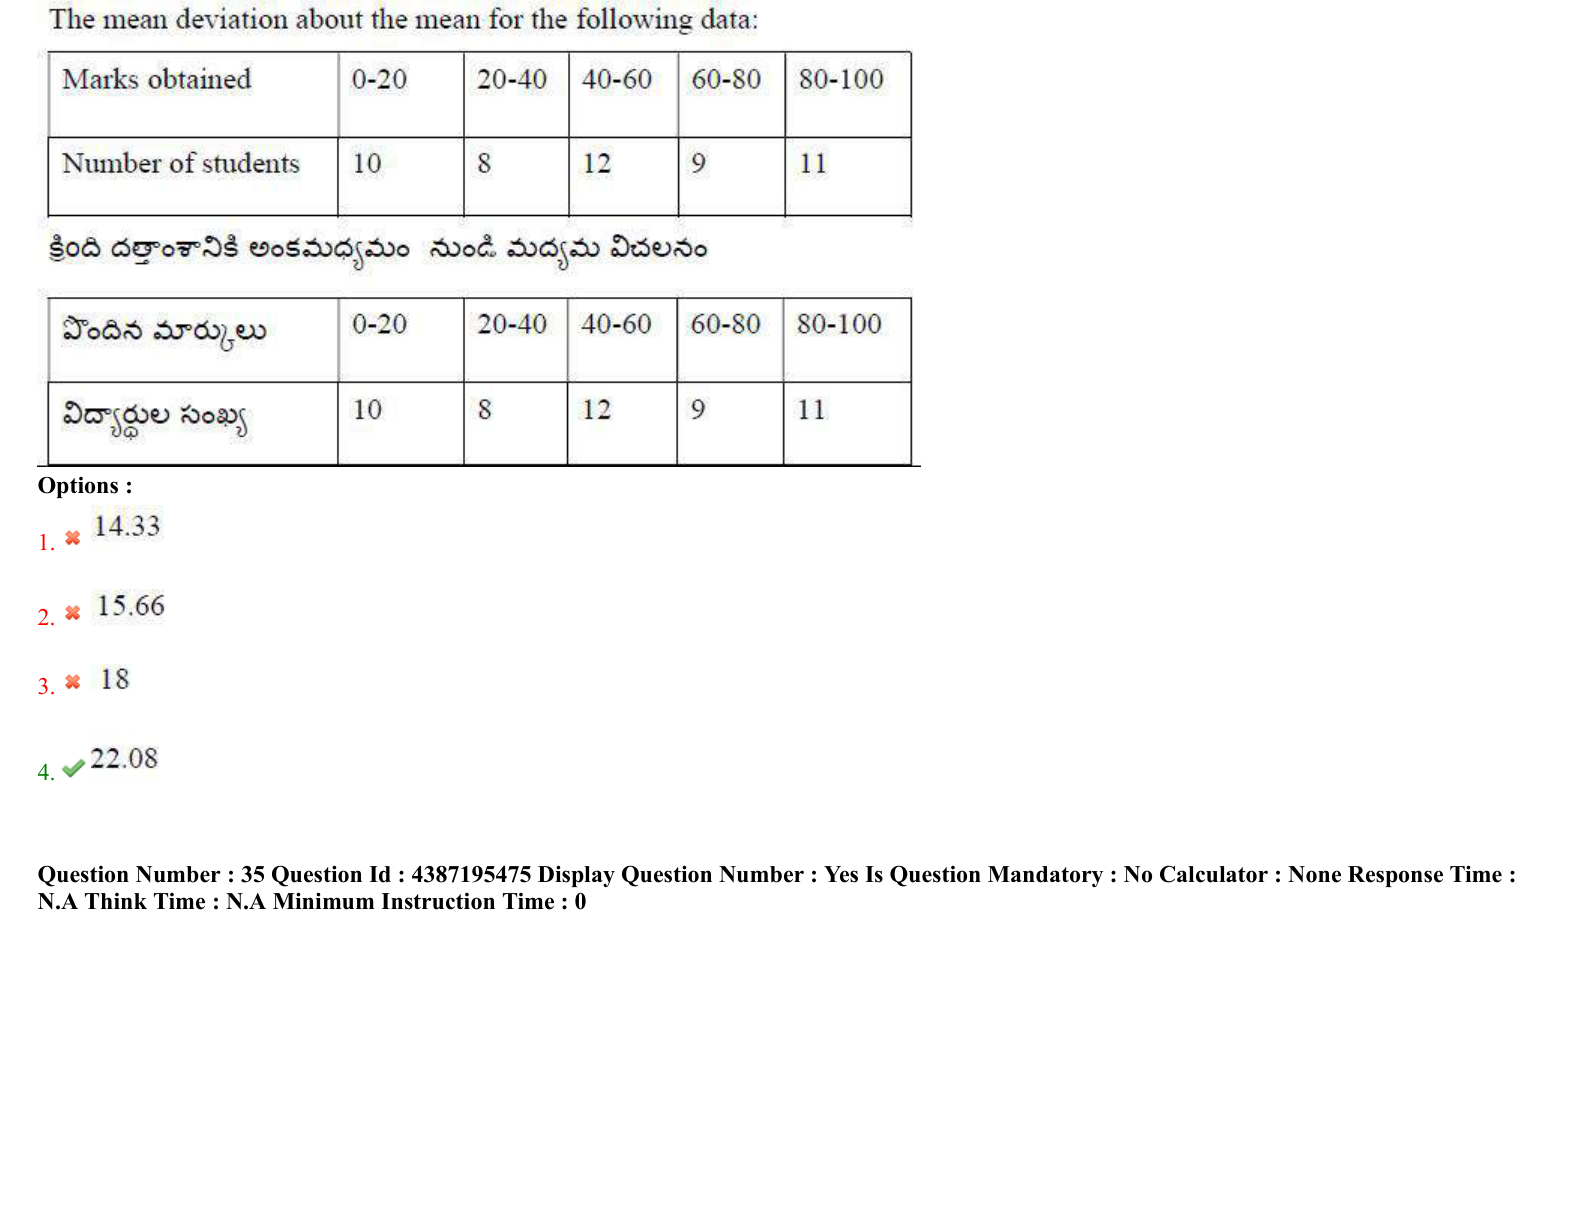 The mean deviation about the mean for the following data:
Marks obtained 0-20 20-40 40-60 60-80 80-100
Number of students 10 8 12 9 11
క్రింది దత్తాంశానికి అంకమధ్యమం నుండి మధ్యమ విచలనం
పొందిన మార్కులు 0-20 20-40 40-60 60-80 80-100
విద్యార్థుల సంఖ్య 10 8 12 9 11
Options :
1. 14.33
2. 15.66
3. 18
4. 22.08
Question Number : 35 Question Id : 4387195475 Display Question Number : Yes Is Question Mandatory : No Calculator : None Response Time :
N.A Think Time : N.A Minimum Instruction Time : 0